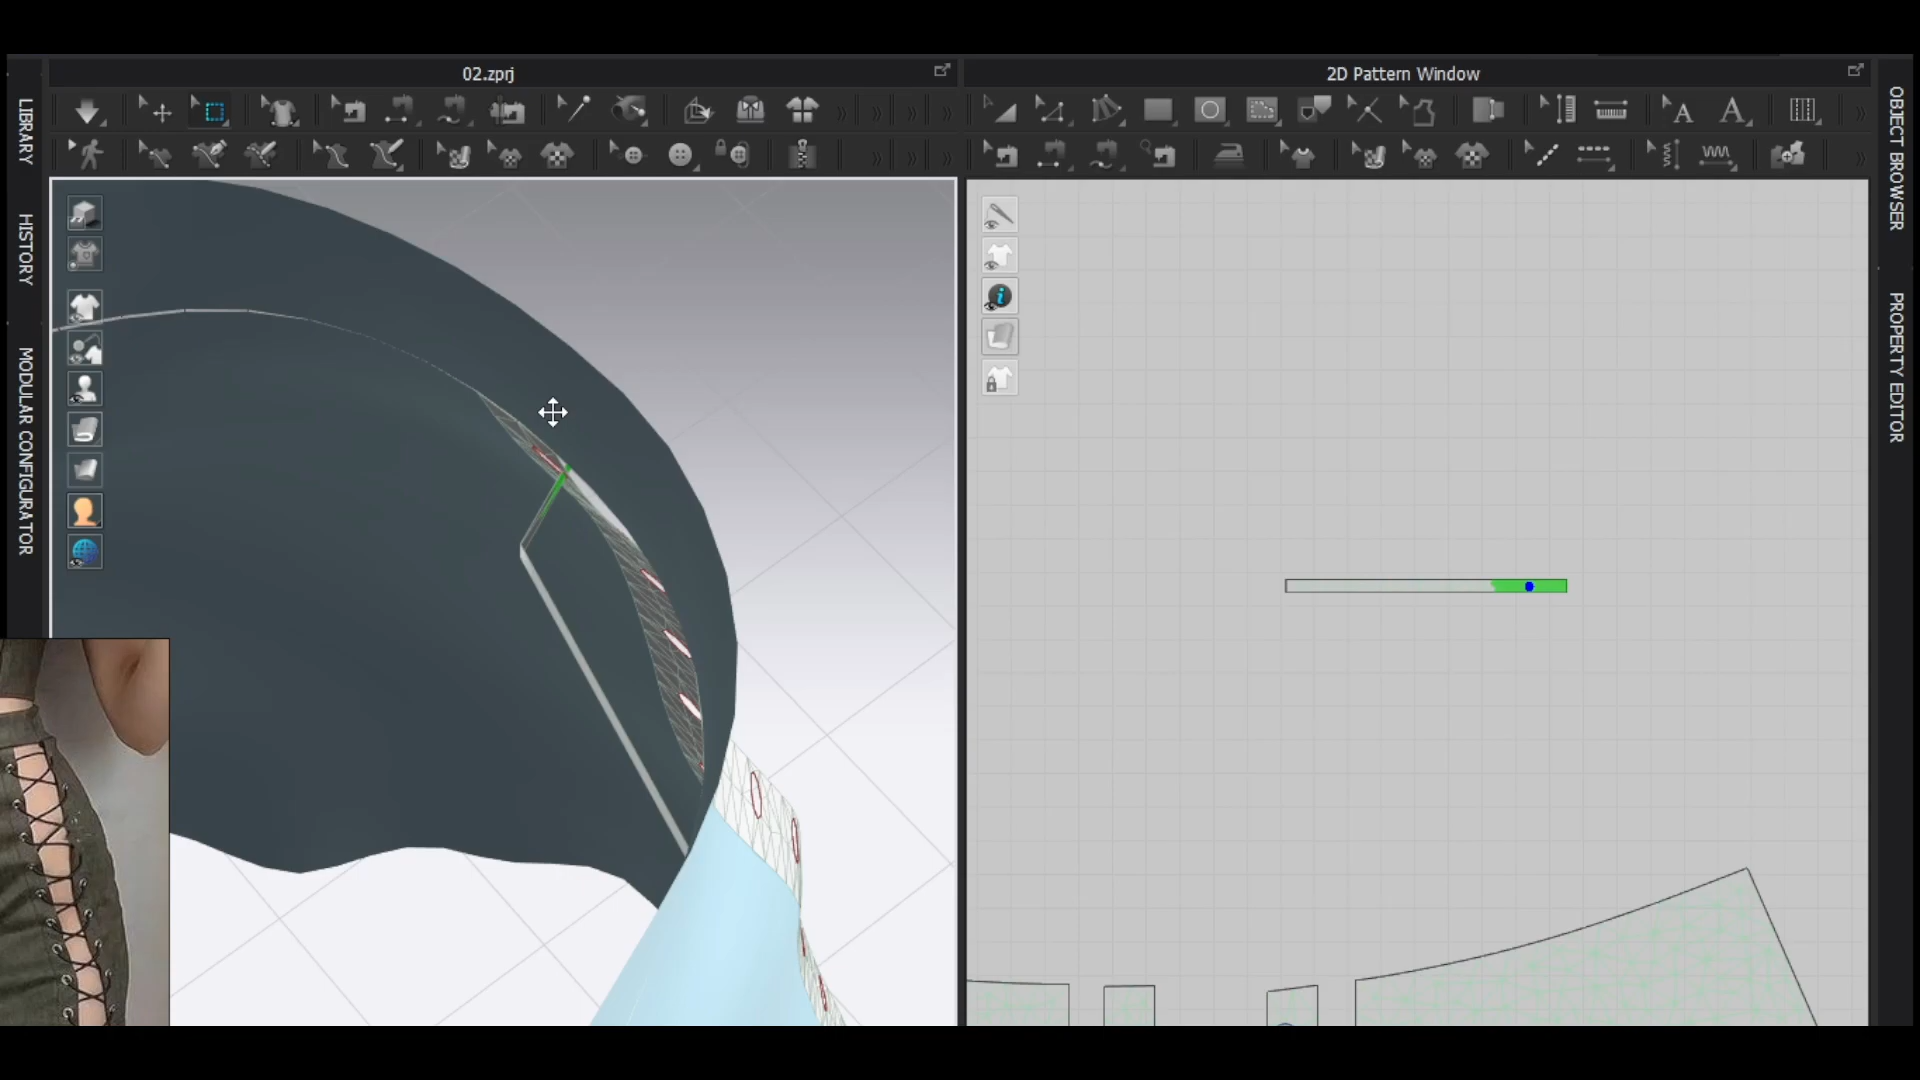 02.zprj
2D Pattern Window
LIBRARY
HISTORY
MODULAR CONFIGURATOR
OBJECT BROWSER
PROPERTY EDITOR
A
A
i